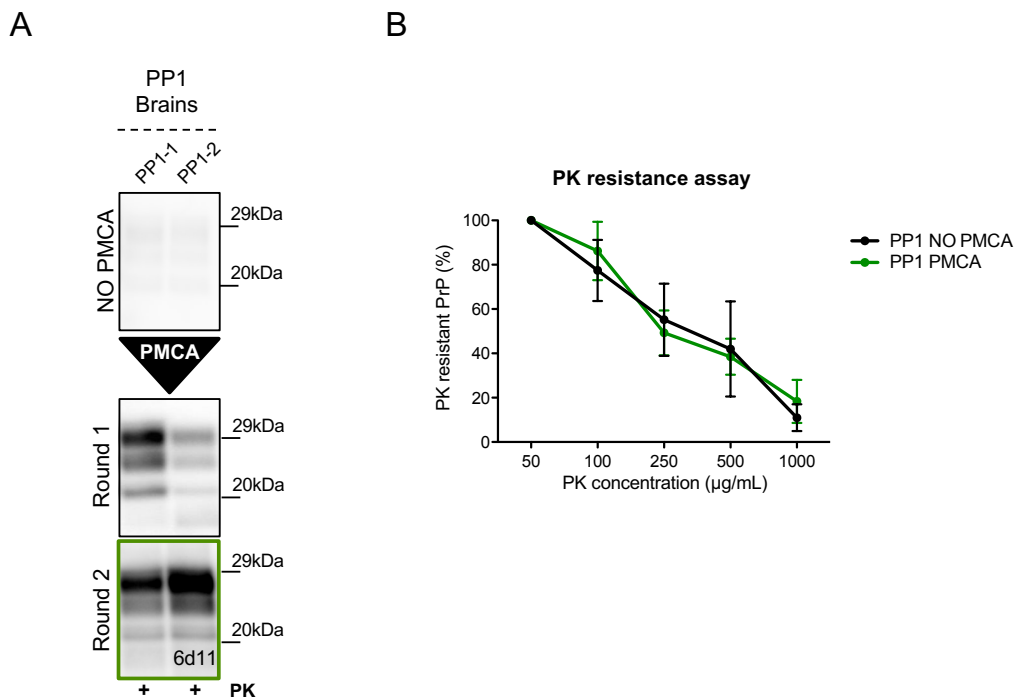 A
PP1
Brains
PP1-1
PP1-2
NO PMCA
29kDa
20kDa
PMCA
Round 1
29kDa
20kDa
Round 2
29kDa
20kDa
6d11
+ + PK
B
PK resistance assay
PK resistant PrP (%)
100
80
60
40
20
0
50 100 250 500 1000
PK concentration (µg/mL)
PP1 NO PMCA
PP1 PMCA